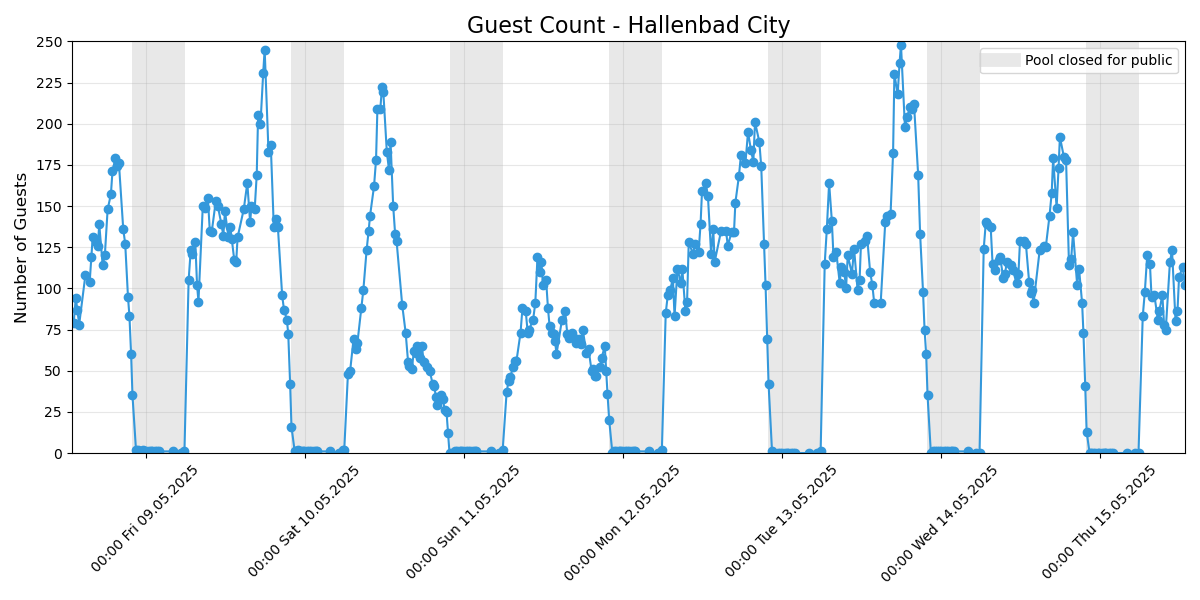 Guest Count - Hallenbad City
Pool closed for public
Number of Guests
250
225
200
175
150
125
100
75
50
25
0
00:00 Fri 09.05.2025
00:00 Sat 10.05.2025
00:00 Sun 11.05.2025
00:00 Mon 12.05.2025
00:00 Tue 13.05.2025
00:00 Wed 14.05.2025
00:00 Thu 15.05.2025